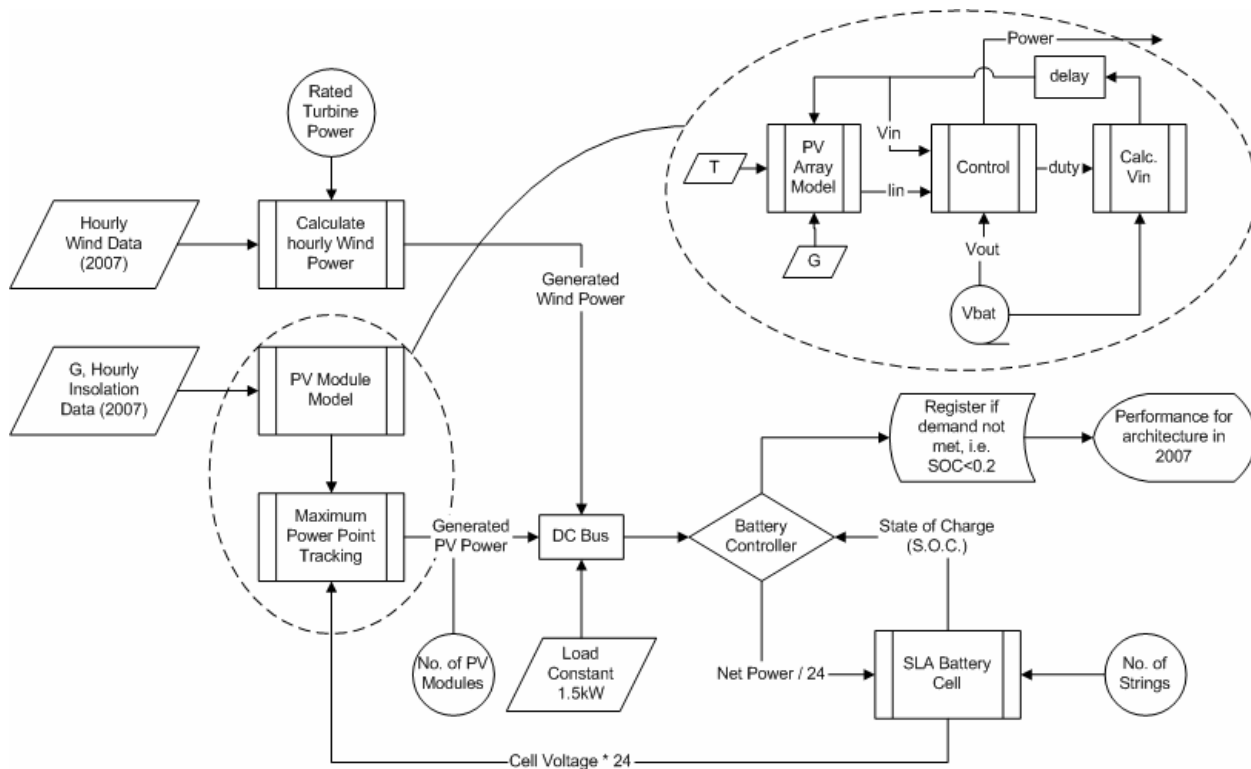 Power
delay
Rated
Turbine
Power
Vin
T
PV
Array
Model
Control
duty
Calc.
Vin
Iin
Hourly
Wind Data
(2007)
Calculate
hourly Wind
Power
Vout
G
Generated
Wind Power
Vbat
G, Hourly
Insolation
Data (2007)
PV Module
Model
Register if
demand not
met, i.e.
SOC<0.2
Performance for
architecture in
2007
Maximum
Power Point
Tracking
Generated
PV Power
DC Bus
Battery
Controller
State of Charge
(S.O.C.)
No. of PV
Modules
Load
Constant
1.5kW
Net Power / 24
SLA Battery
Cell
No. of
Strings
Cell Voltage * 24